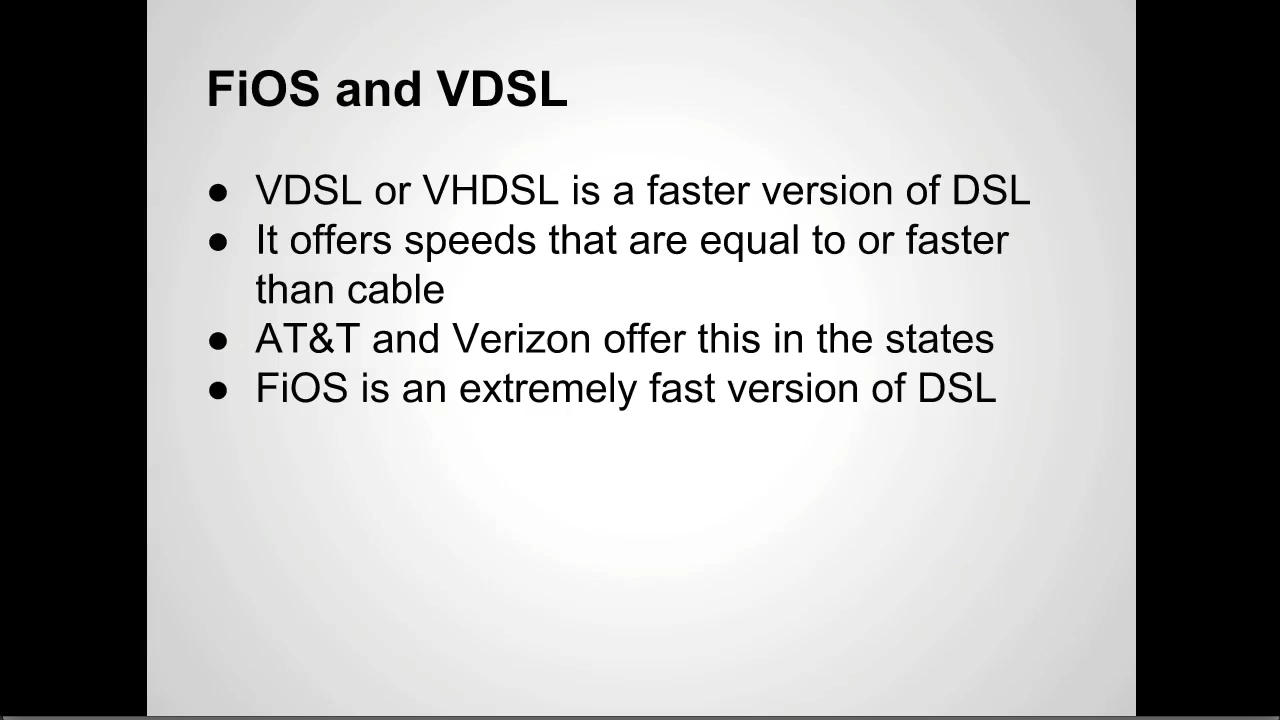 FiOS and VDSL
● VDSL or VHDSL is a faster version of DSL
● It offers speeds that are equal to or faster
than cable
● AT&T and Verizon offer this in the states
● FiOS is an extremely fast version of DSL